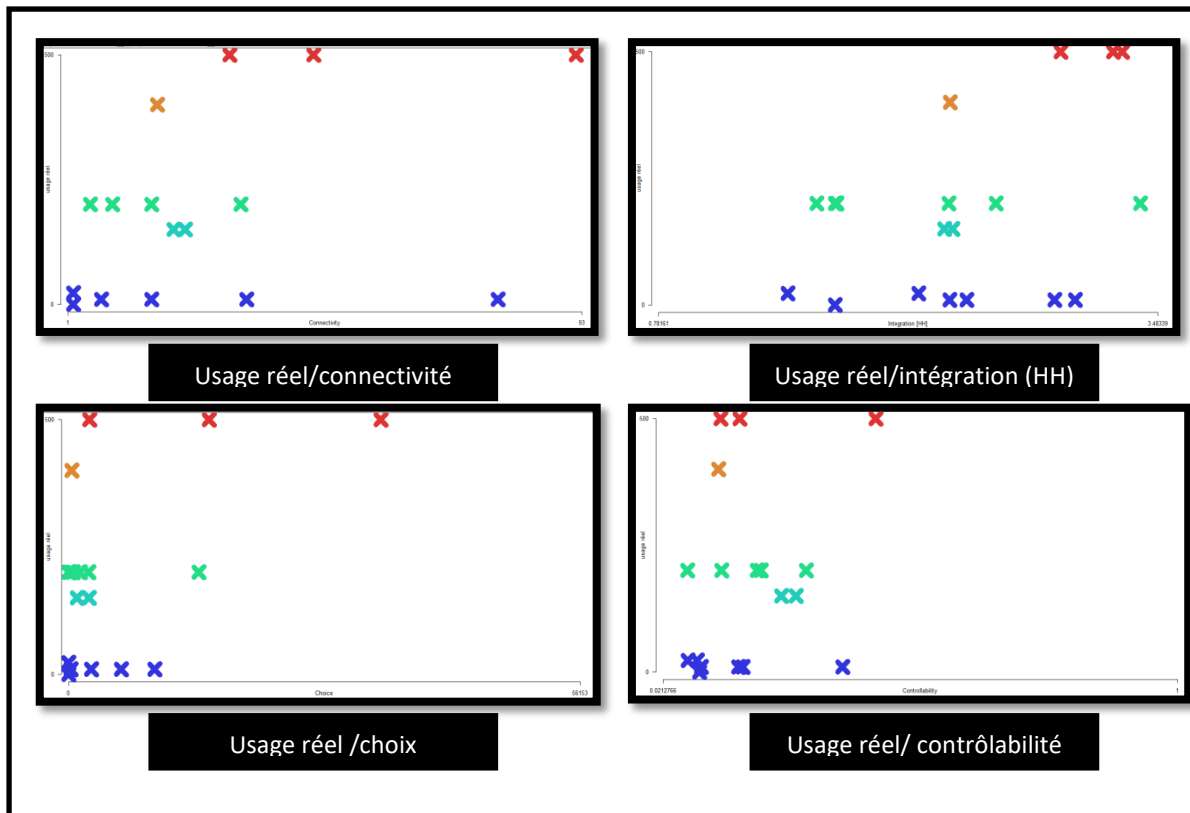 500
usage réel
0
1
Connectivity
93
500
usage réel
0
0.78161
Integration [HH]
3.48339
Usage réel/connectivité
Usage réel/intégration (HH)
500
usage réel
0
0
Choice
56153
500
usage réel
0
0.0212766
Controllability
1
Usage réel /choix
Usage réel/ contrôlabilité